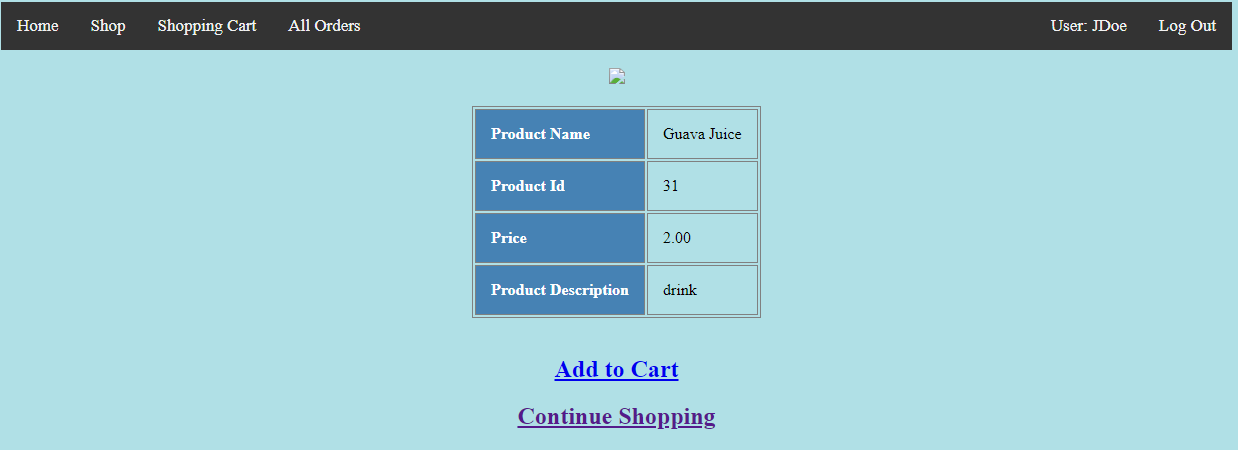 Home Shop Shopping Cart All Orders User: JDoe Log Out
Product Name Guava Juice
Product Id 31
Price 2.00
Product Description drink
Add to Cart
Continue Shopping